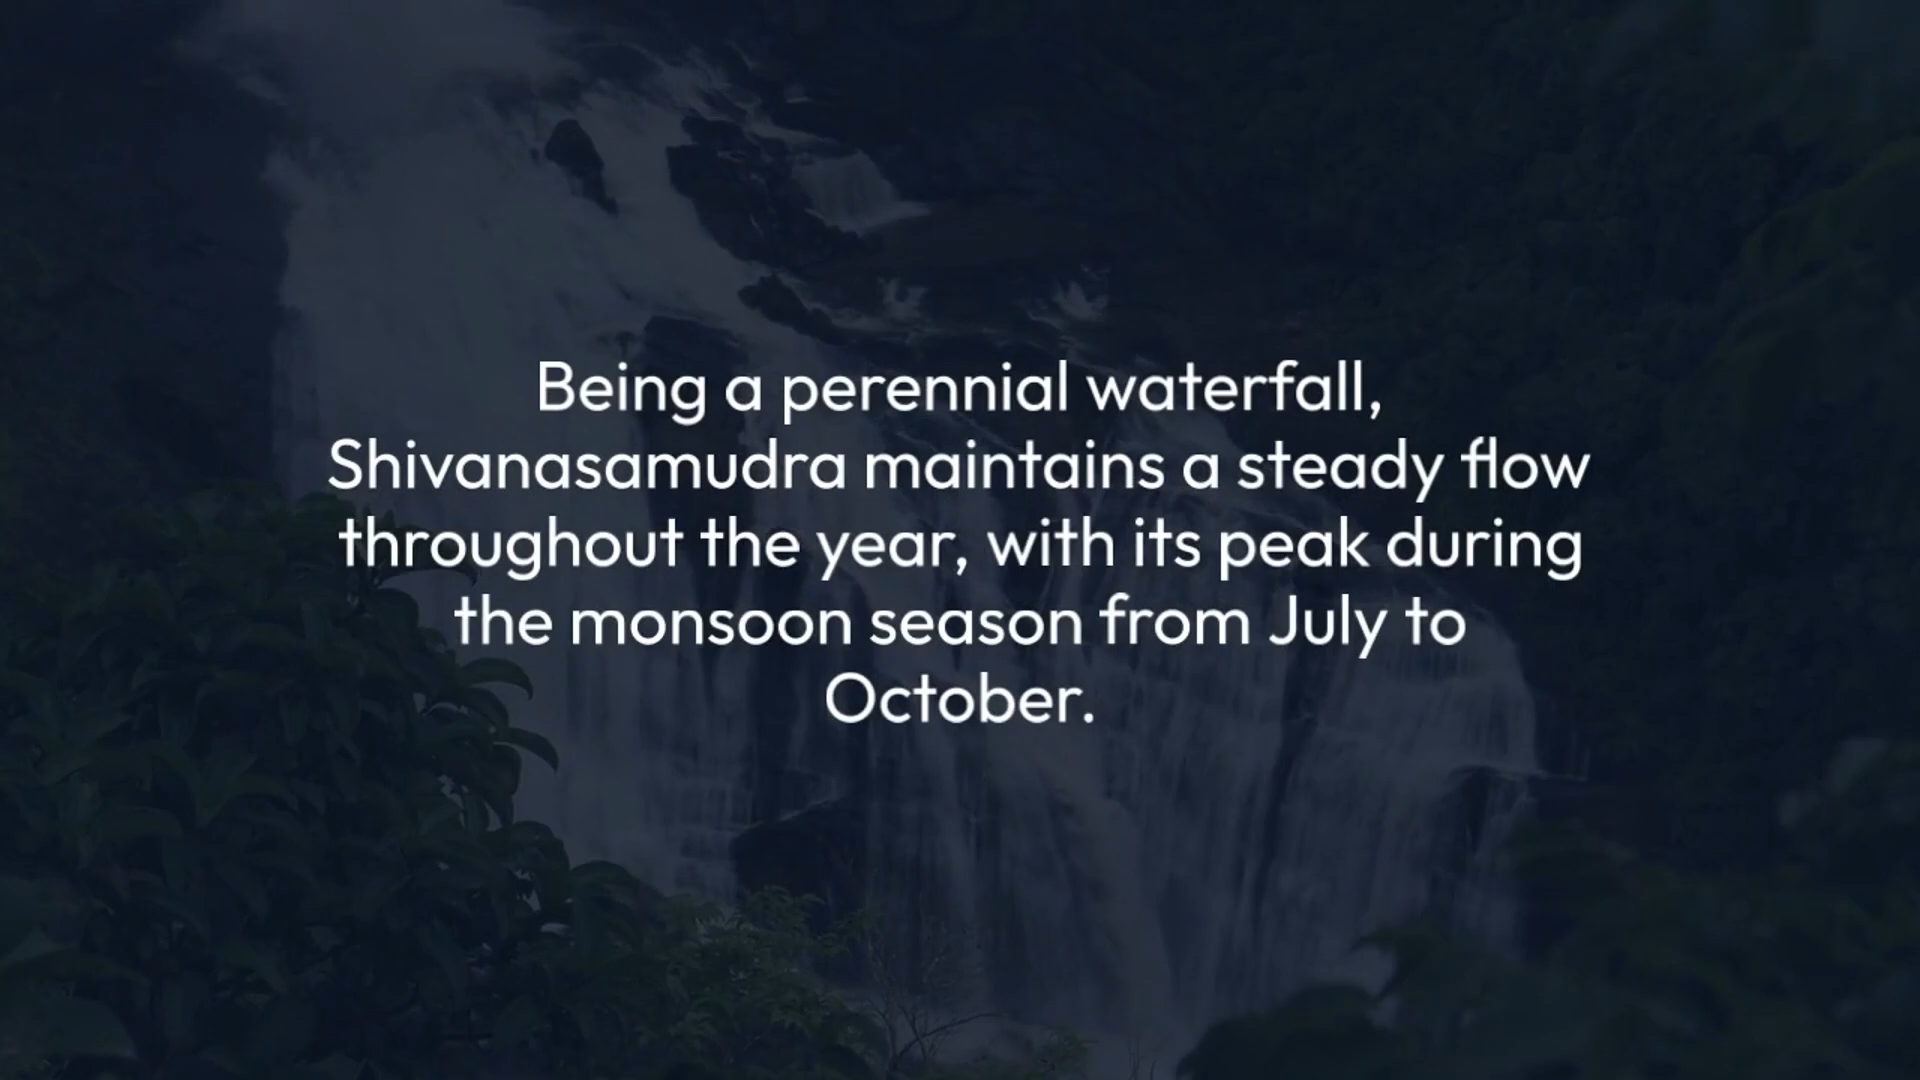 Being a perennial waterfall,
Shivanasamudra maintains a steady flow
throughout the year, with its peak during
the monsoon season from July to
October.